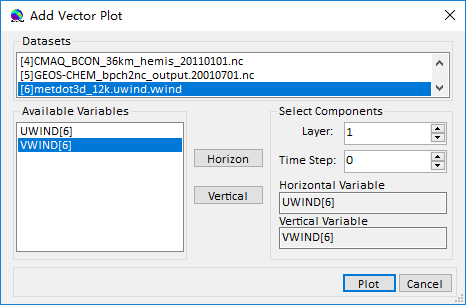 Add Vector Plot
Datasets
[4]CMAQ_BCON_36km_hemis_20110101.nc
[5]GEOS-CHEM_bpch2nc_output.20010701.nc
[6]metdot3d_12k.uwind.vwind
Available Variables
UWIND[6]
VWIND[6]
Horizon
Vertical
Select Components
Layer: 1
Time Step: 0
Horizontal Variable
UWIND[6]
Vertical Variable
VWIND[6]
Plot Cancel